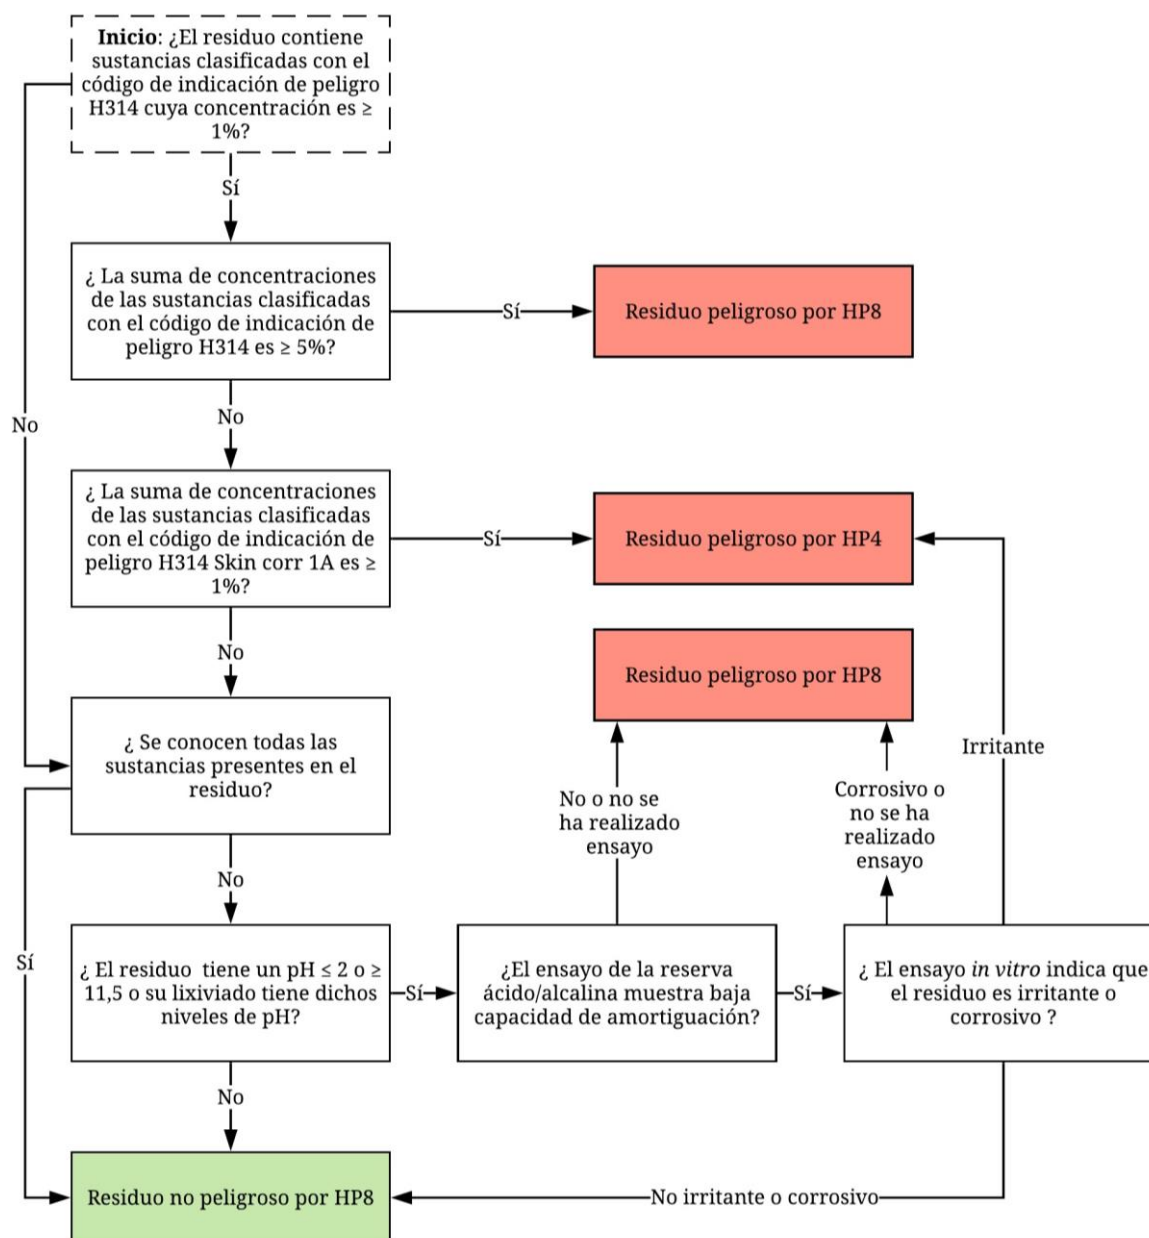 Inicio: ¿El residuo contiene
sustancias clasificadas con el
código de indicación de peligro
H314 cuya concentración es ≥
1%?
Sí
¿ La suma de concentraciones
de las sustancias clasificadas
con el código de indicación de
peligro H314 es ≥ 5%?
Sí
Residuo peligroso por HP8
No
No
¿ La suma de concentraciones
de las sustancias clasificadas
con el código de indicación de
peligro H314 Skin corr 1A es ≥
1%?
Sí
Residuo peligroso por HP4
No
Residuo peligroso por HP8
¿ Se conocen todas las
sustancias presentes en el
residuo?
Irritante
No o no se
ha realizado
ensayo
Corrosivo o
no se ha
realizado
ensayo
No
Sí
¿ El residuo  tiene un pH ≤ 2 o ≥
11,5 o su lixiviado tiene dichos
niveles de pH?
Sí
¿El ensayo de la reserva
ácido/alcalina muestra baja
capacidad de amortiguación?
Sí
¿ El ensayo in vitro indica que
el residuo es irritante o
corrosivo ?
No
Residuo no peligroso por HP8
No irritante o corrosivo